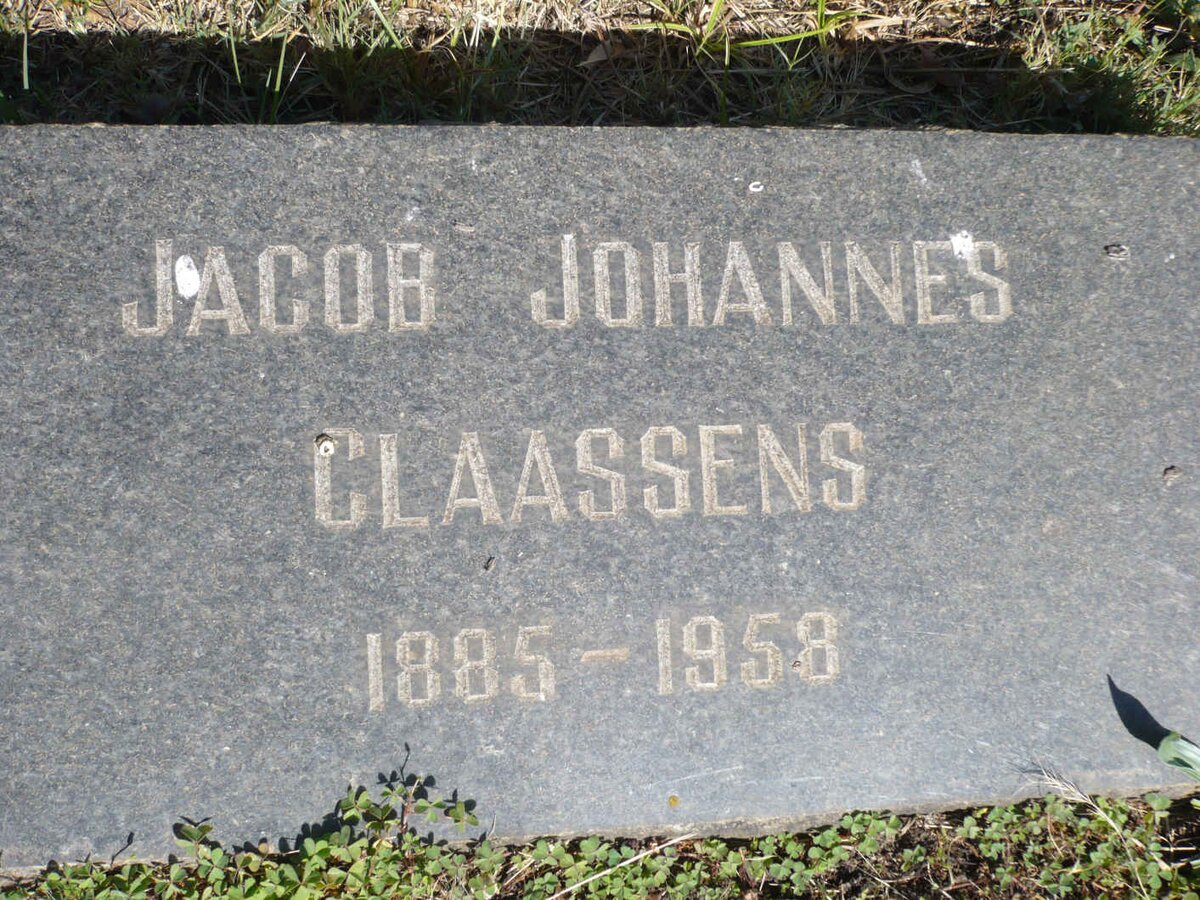 JACOB JOHANNES
CLAASSENS
1885 - 1958